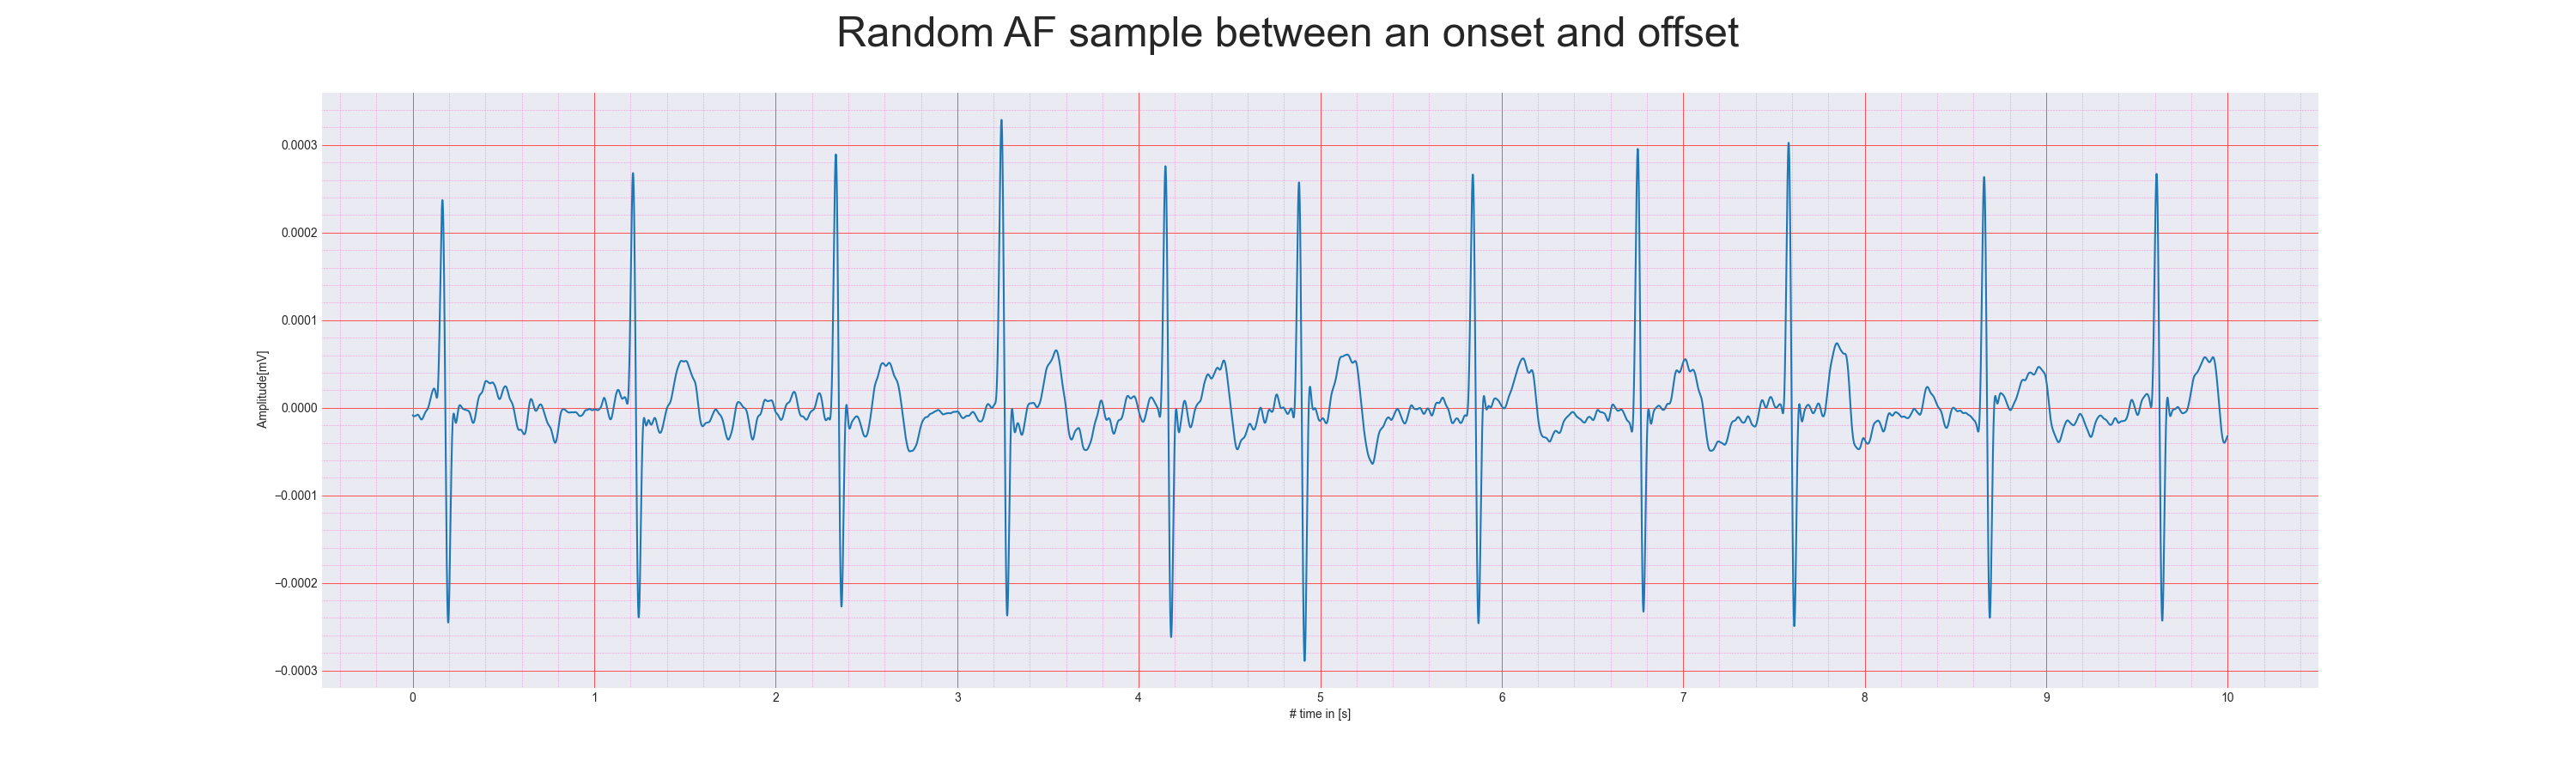 Random AF sample between an onset and offset
Amplitude[mV]
0.0003
0.0002
0.0001
0.0000
−0.0001
−0.0002
−0.0003
0 1 2 3 4 5 6 7 8 9 10
# time in [s]